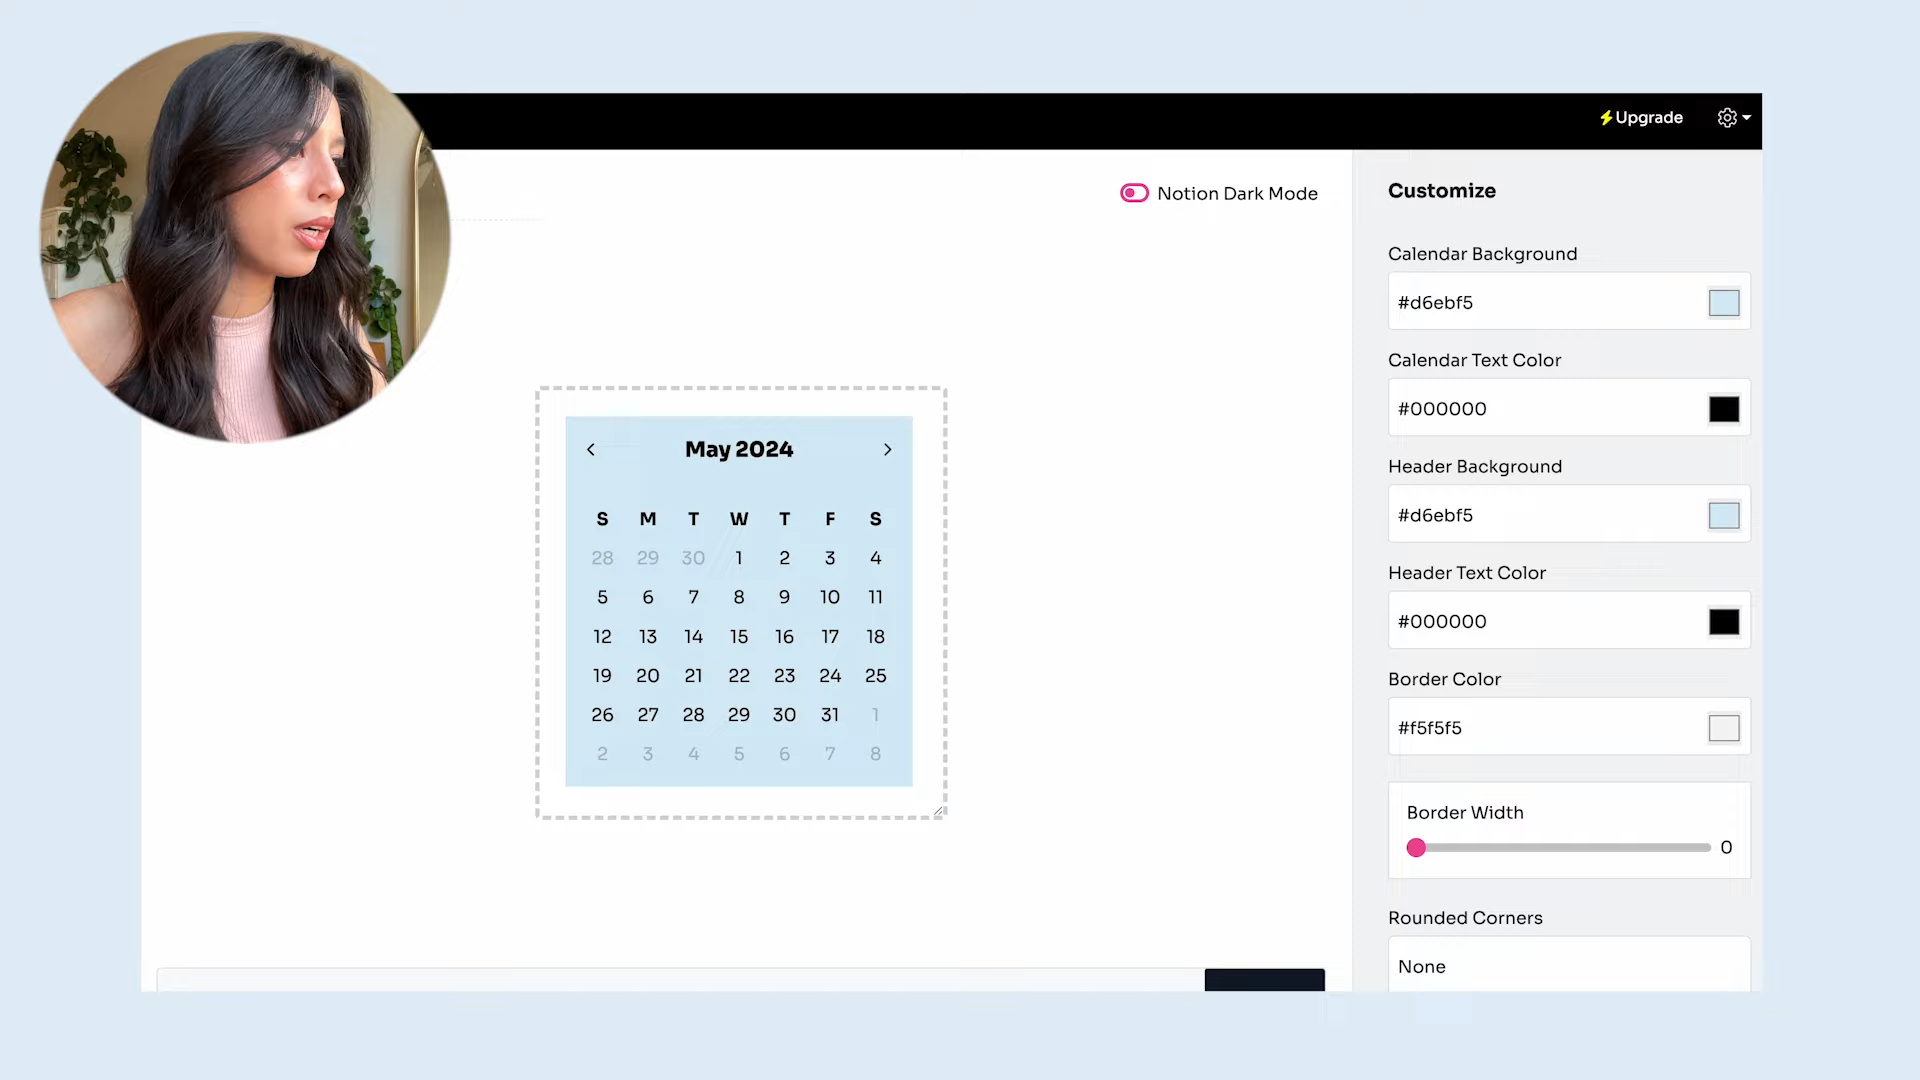 Upgrade
Notion Dark Mode
May 2024
S M T W T F S
28 29 30 1 2 3 4
5 6 7 8 9 10 11
12 13 14 15 16 17 18
19 20 21 22 23 24 25
26 27 28 29 30 31 1
2 3 4 5 6 7 8
Customize
Calendar Background
#d6ebf5
Calendar Text Color
#000000
Header Background
#d6ebf5
Header Text Color
#000000
Border Color
#f5f5f5
Border Width
0
Rounded Corners
None